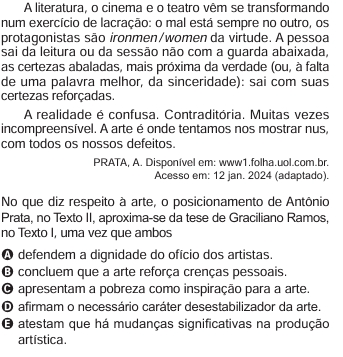 A literatura, o cinema e o teatro vêm se transformando
num exercício de lacração: o mal está sempre no outro, os
protagonistas são ironmen/women da virtude. A pessoa
sai da leitura ou da sessão não com a guarda abaixada,
as certezas abaladas, mais próxima da verdade (ou, à falta
de uma palavra melhor, da sinceridade): sai com suas
certezas reforçadas.
A realidade é confusa. Contraditória. Muitas vezes
incompreensível. A arte é onde tentamos nos mostrar nus,
com todos os nossos defeitos.
PRATA, A. Disponível em: www1.folha.uol.com.br.
Acesso em: 12 jan. 2024 (adaptado).
No que diz respeito à arte, o posicionamento de Antônio
Prata, no Texto II, aproxima-se da tese de Graciliano Ramos,
no Texto I, uma vez que ambos
A defendem a dignidade do ofício dos artistas.
B concluem que a arte reforça crenças pessoais.
C apresentam a pobreza como inspiração para a arte.
D afirmam o necessário caráter desestabilizador da arte.
E atestam que há mudanças significativas na produção
artística.